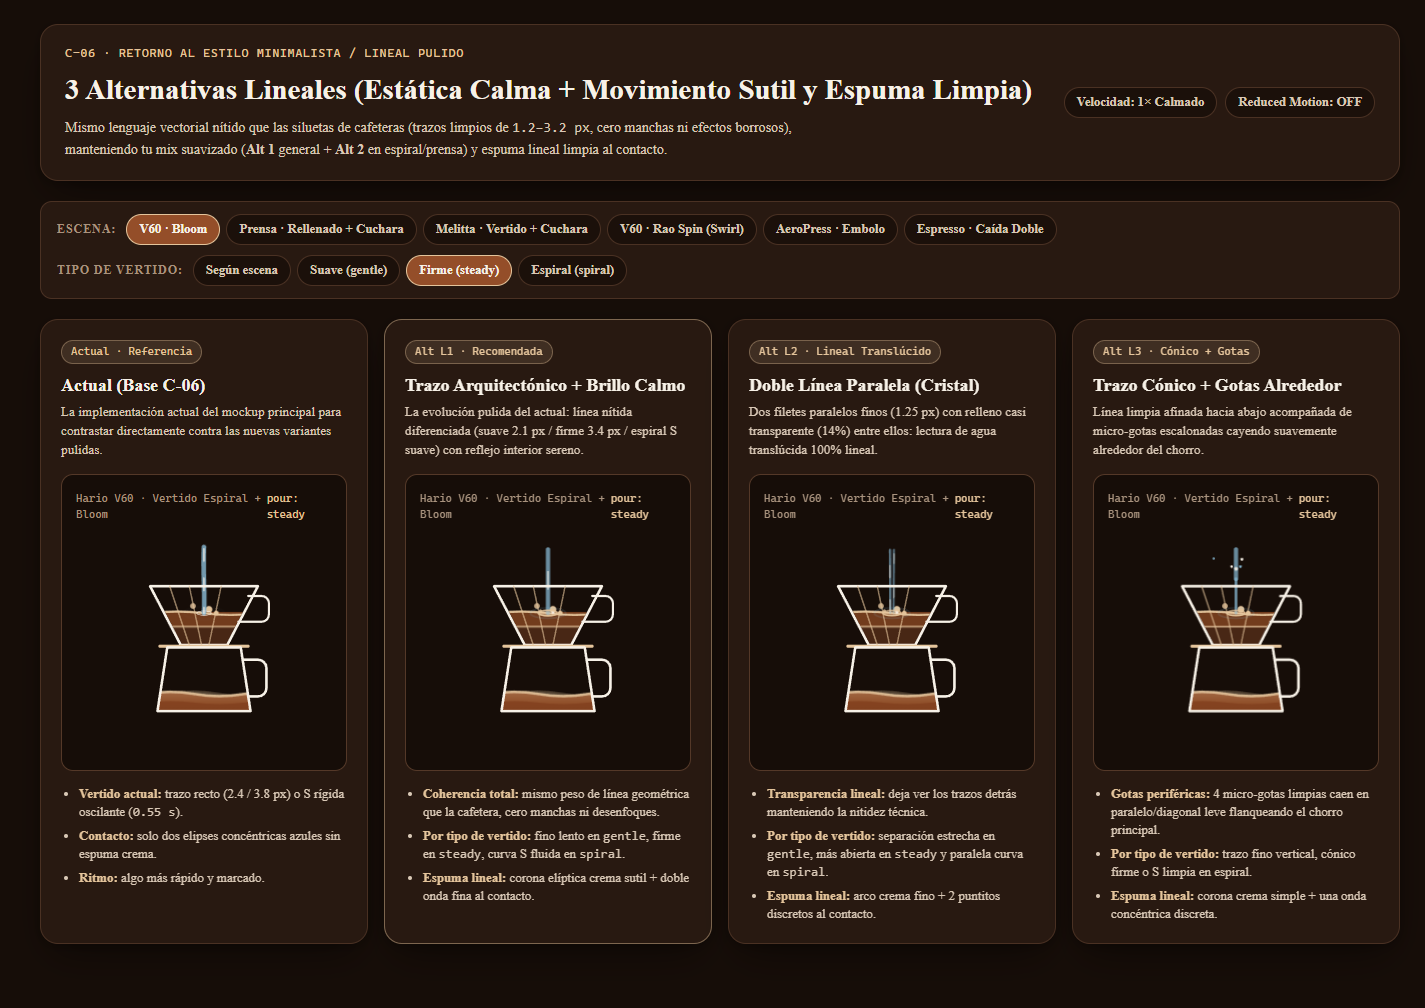 C-06 · RETORNO AL ESTILO MINIMALISTA / LINEAL PULIDO
3 Alternativas Lineales (Estática Calma + Movimiento Sutil y Espuma Limpia)
Mismo lenguaje vectorial nítido que las siluetas de cafeteras (trazos limpios de 1.2–3.2 px, cero manchas ni efectos borrosos),
manteniendo tu mix suavizado (Alt 1 general + Alt 2 en espiral/prensa) y espuma lineal limpia al contacto.
Velocidad: 1× Calmado
Reduced Motion: OFF
ESCENA:
V60 · Bloom
Prensa · Rellenado + Cuchara
Melitta · Vertido + Cuchara
V60 · Rao Spin (Swirl)
AeroPress · Embolo
Espresso · Caída Doble
TIPO DE VERTIDO:
Según escena
Suave (gentle)
Firme (steady)
Espiral (spiral)
Actual · Referencia
Actual (Base C-06)
La implementación actual del mockup principal para
contrastar directamente contra las nuevas variantes
pulidas.
Hario V60 · Vertido Espiral +
Bloom
pour:
steady
Vertido actual: trazo recto (2.4 / 3.8 px) o S rígida
oscilante (0.55 s).
Contacto: solo dos elipses concéntricas azules sin
espuma crema.
Ritmo: algo más rápido y marcado.
Alt L1 · Recomendada
Trazo Arquitectónico + Brillo Calmo
La evolución pulida del actual: línea nítida
diferenciada (suave 2.1 px / firme 3.4 px / espiral S
suave) con reflejo interior sereno.
Hario V60 · Vertido Espiral +
Bloom
pour:
steady
Coherencia total: mismo peso de línea geométrica
que la cafetera, cero manchas ni desenfoques.
Por tipo de vertido: fino lento en gentle, firme
en steady, curva S fluida en spiral.
Espuma lineal: corona elíptica crema sutil + doble
onda fina al contacto.
Alt L2 · Lineal Translúcido
Doble Línea Paralela (Cristal)
Dos filetes paralelos finos (1.25 px) con relleno casi
transparente (14%) entre ellos: lectura de agua
translúcida 100% lineal.
Hario V60 · Vertido Espiral +
Bloom
pour:
steady
Transparencia lineal: deja ver los trazos detrás
manteniendo la nitidez técnica.
Por tipo de vertido: separación estrecha en
gentle, más abierta en steady y paralela curva
en spiral.
Espuma lineal: arco crema fino + 2 puntitos
discretos al contacto.
Alt L3 · Cónico + Gotas
Trazo Cónico + Gotas Alrededor
Línea limpia afinada hacia abajo acompañada de
micro-gotas escalonadas cayendo suavemente
alrededor del chorro.
Hario V60 · Vertido Espiral +
Bloom
pour:
steady
Gotas periféricas: 4 micro-gotas limpias caen en
paralelo/diagonal leve flanqueando el chorro
principal.
Por tipo de vertido: trazo fino vertical, cónico
firme o S limpia en espiral.
Espuma lineal: corona crema simple + una onda
concéntrica discreta.